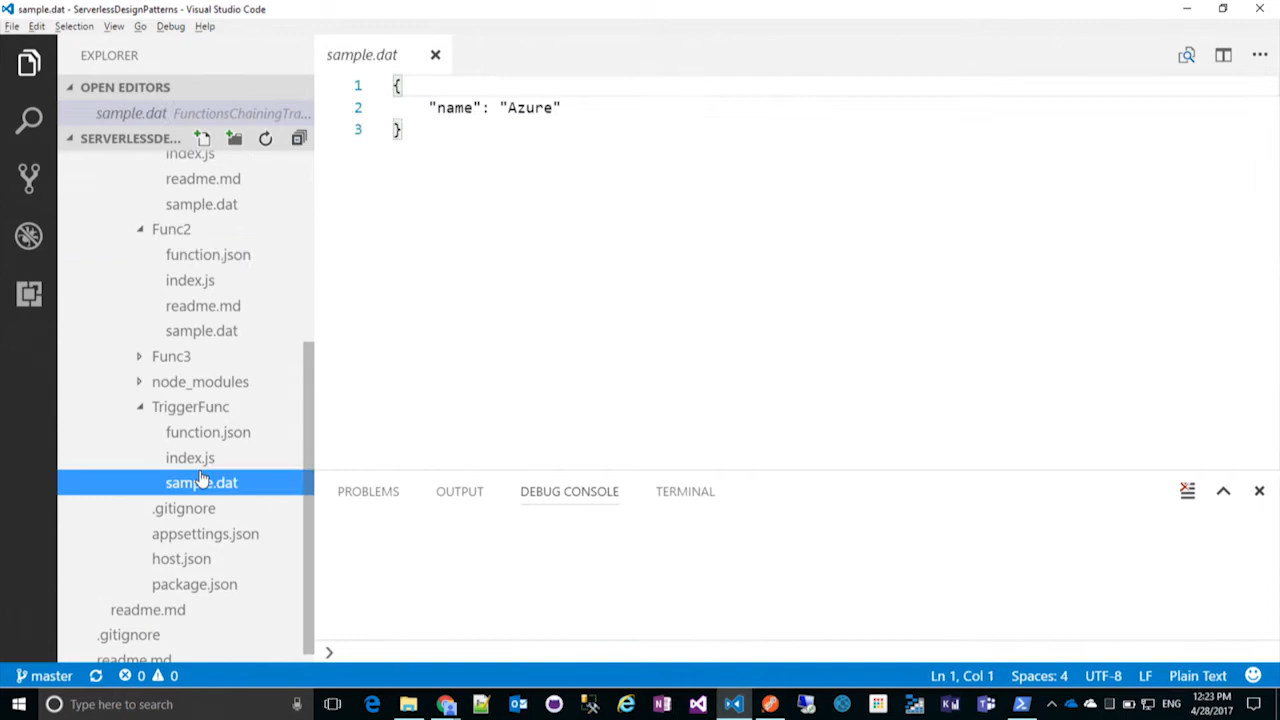 sample.dat - ServerlessDesignPatterns - Visual Studio Code
File Edit Selection View Go Debug Help
EXPLORER
OPEN EDITORS
sample.dat FunctionsChainingTra...
SERVERLESSDE...
index.js
readme.md
sample.dat
Func2
function.json
index.js
readme.md
sample.dat
Func3
node_modules
TriggerFunc
function.json
index.js
sample.dat
.gitignore
appsettings.json
host.json
package.json
readme.md
.gitignore
readme.md
sample.dat
1 {
2 "name": "Azure"
3 }
PROBLEMS OUTPUT DEBUG CONSOLE TERMINAL
master 0 0 Ln 1, Col 1 Spaces: 4 UTF-8 LF Plain Text
Type here to search
ENG
12:23 PM
4/28/2017